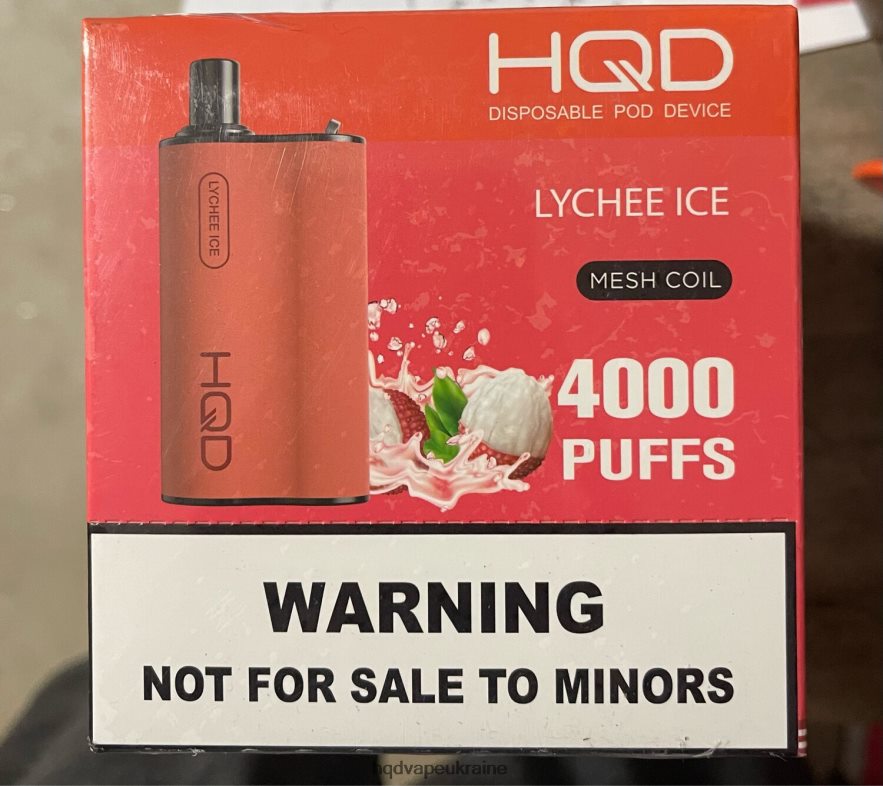 HQD
DISPOSABLE POD DEVICE
LYCHEE ICE
LYCHEE ICE
MESH COIL
HQD
4000
PUFFS
WARNING
NOT FOR SALE TO MINORS
hqdvapeukraine